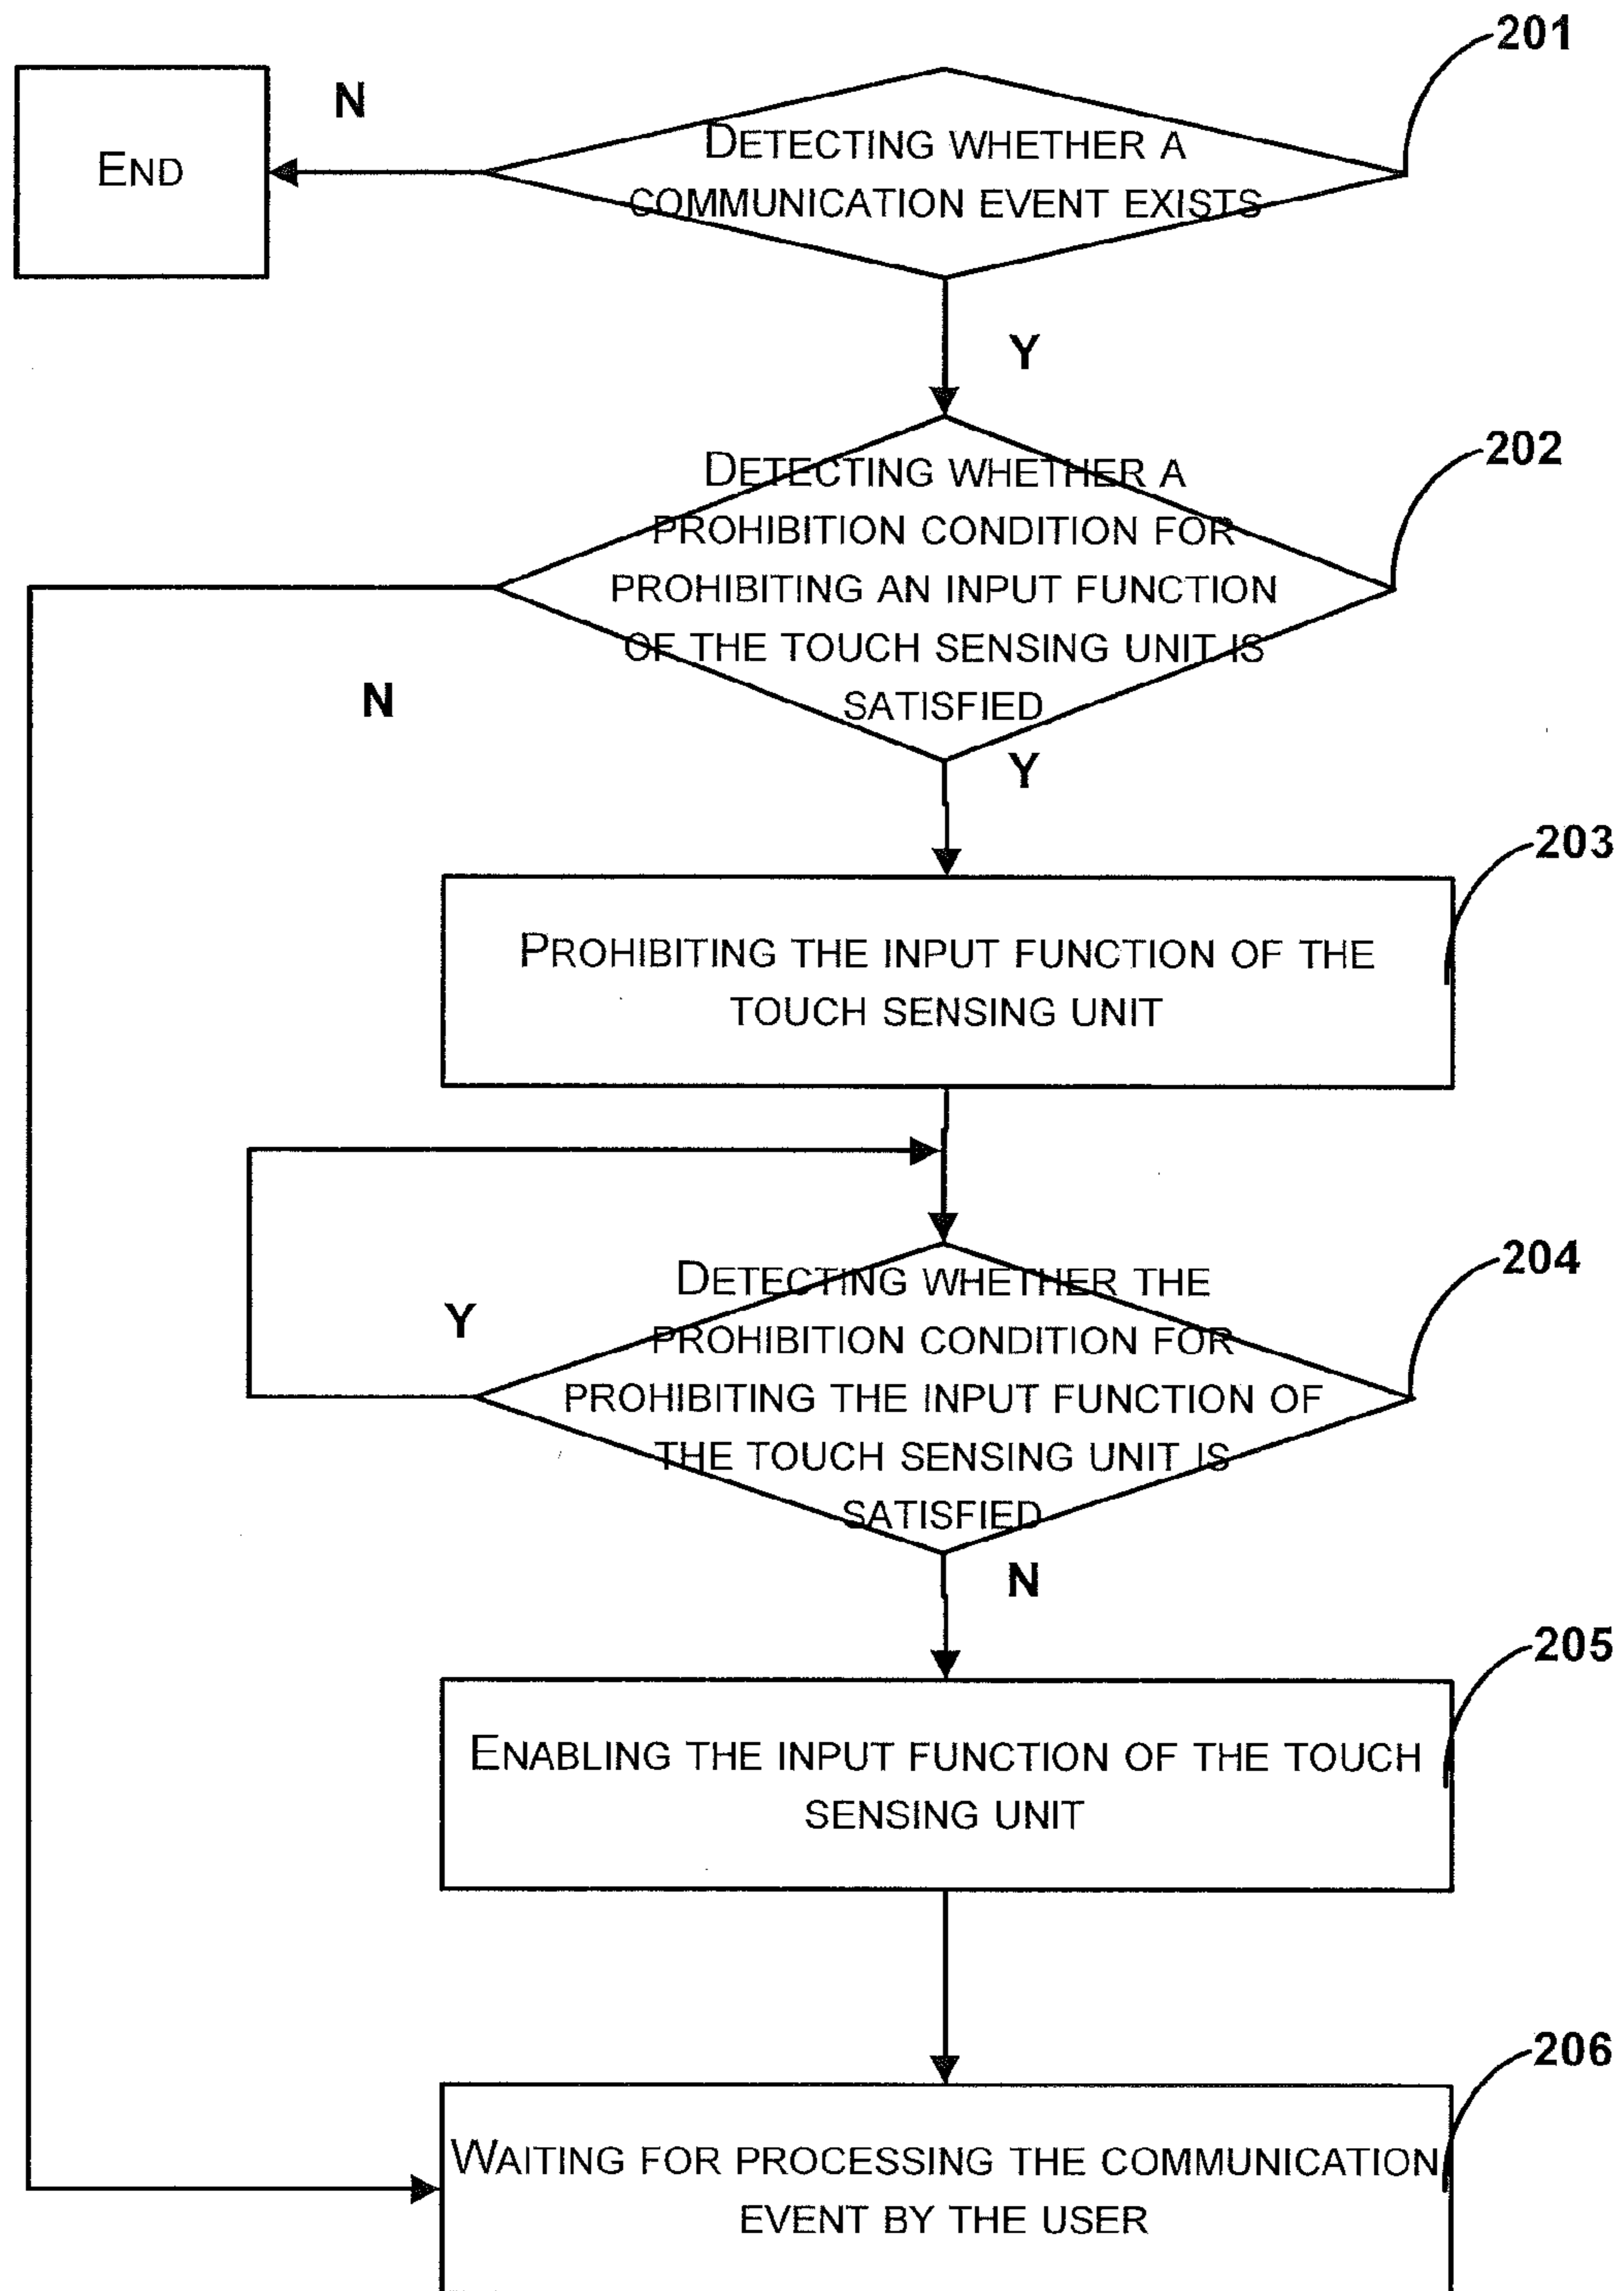 201
END
N
DETECTING WHETHER A
COMMUNICATION EVENT EXISTS
Y
202
DETECTING WHETHER A
PROHIBITION CONDITION FOR
PROHIBITING AN INPUT FUNCTION
OF THE TOUCH SENSING UNIT IS
SATISFIED
N
Y
203
PROHIBITING THE INPUT FUNCTION OF THE
TOUCH SENSING UNIT
204
DETECTING WHETHER THE
PROHIBITION CONDITION FOR
PROHIBITING THE INPUT FUNCTION OF
THE TOUCH SENSING UNIT IS
SATISFIED
Y
N
205
ENABLING THE INPUT FUNCTION OF THE TOUCH
SENSING UNIT
206
WAITING FOR PROCESSING THE COMMUNICATION
EVENT BY THE USER